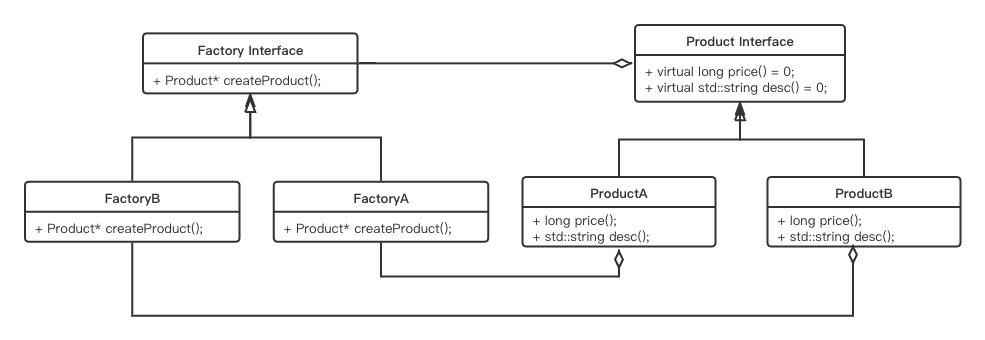 Factory Interface
+ Product* createProduct();
Product Interface
+ virtual long price() = 0;
+ virtual std::string desc() = 0;
FactoryB
+ Product* createProduct();
FactoryA
+ Product* createProduct();
ProductA
+ long price();
+ std::string desc();
ProductB
+ long price();
+ std::string desc();